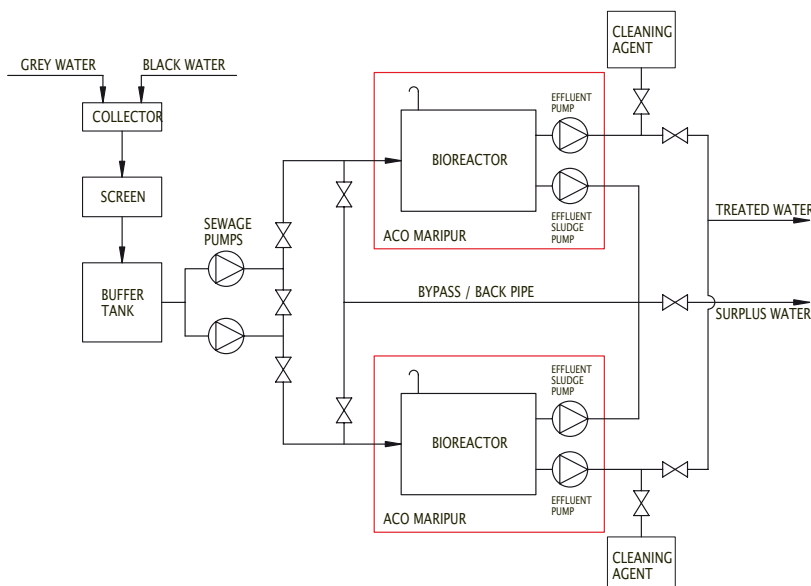 GREY WATER
BLACK WATER
COLLECTOR
SCREEN
BUFFER
TANK
SEWAGE
PUMPS
BIOREACTOR
ACO MARIPUR
EFFLUENT
PUMP
EFFLUENT
SLUDGE
PUMP
CLEANING
AGENT
TREATED WATER
BYPASS / BACK PIPE
SURPLUS WATER
EFFLUENT
SLUDGE
PUMP
BIOREACTOR
EFFLUENT
PUMP
ACO MARIPUR
CLEANING
AGENT